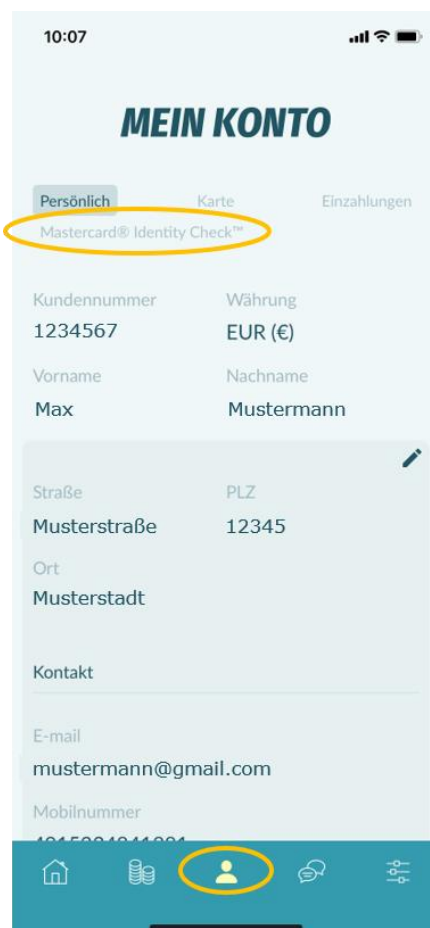 10:07
MEIN KONTO
Persönlich Karte Einzahlungen
Mastercard® Identity Check™
Kundennummer Währung
1234567 EUR (€)
Vorname Nachname
Max Mustermann
Straße PLZ
Musterstraße 12345
Ort
Musterstadt
Kontakt
E-mail
mustermann@gmail.com
Mobilnummer